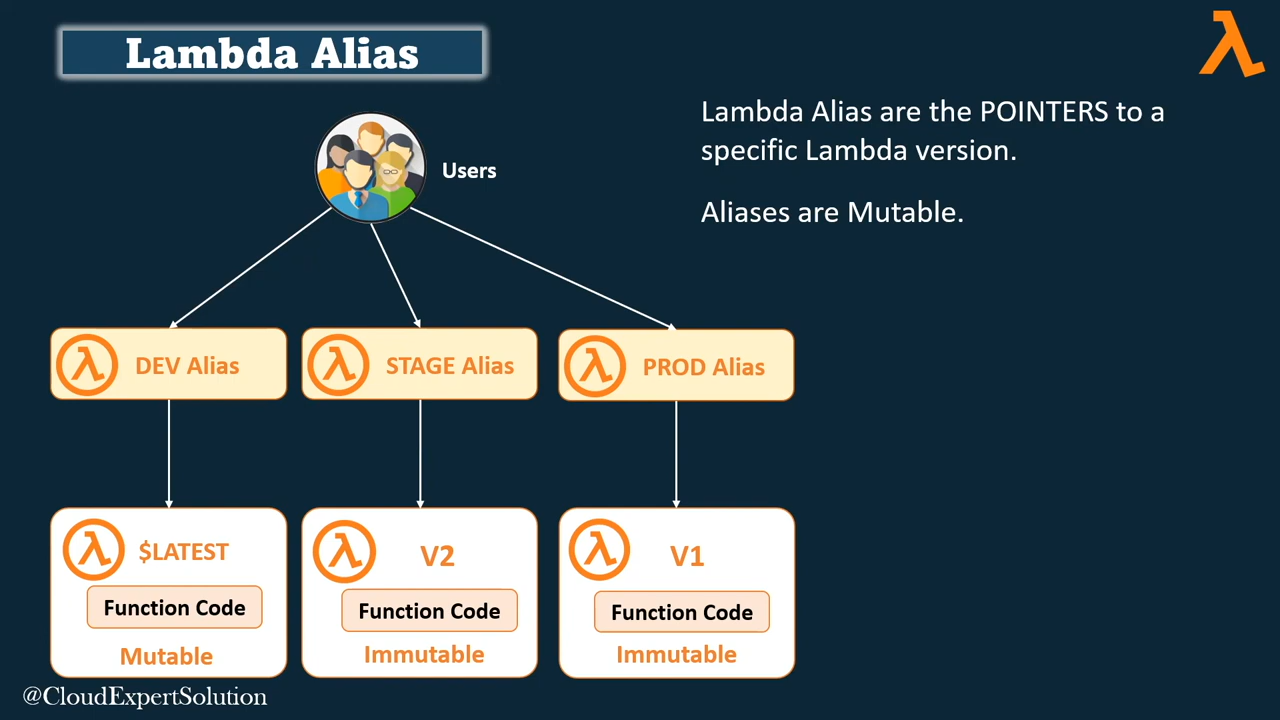 Lambda Alias
Lambda Alias are the POINTERS to a
specific Lambda version.
Aliases are Mutable.
Users
DEV Alias
STAGE Alias
PROD Alias
$LATEST
Function Code
Mutable
V2
Function Code
Immutable
V1
Function Code
Immutable
@CloudExpertSolution